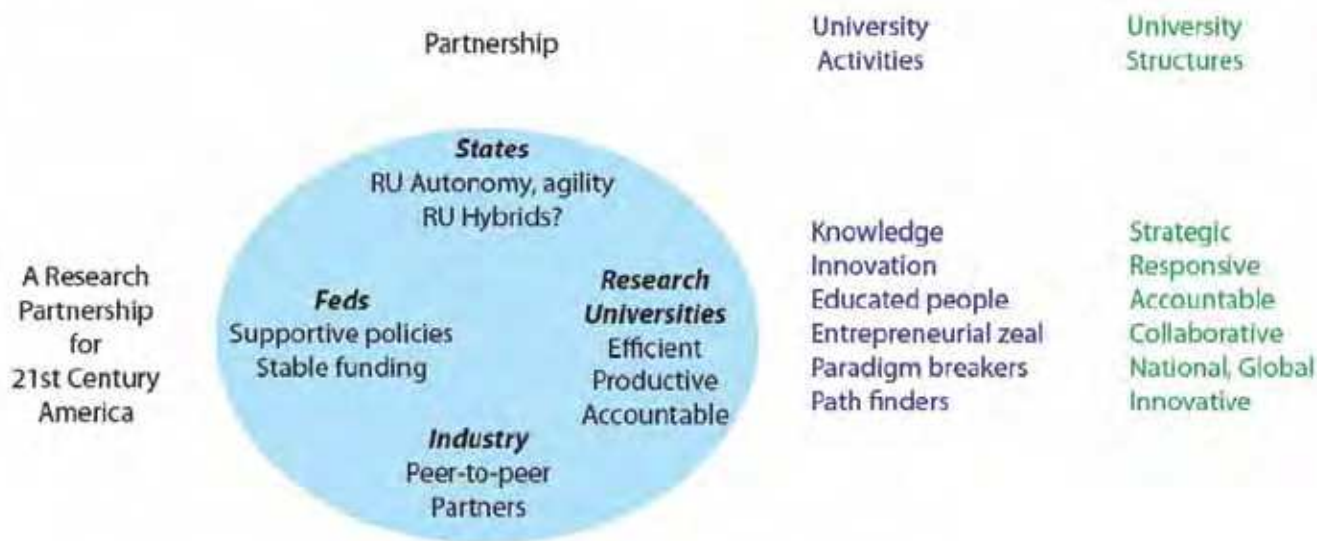 Partnership
University
Activities
University
Structures
A Research
Partnership
for
21st Century
America
States
RU Autonomy, agility
RU Hybrids?
Feds
Supportive policies
Stable funding
Research
Universities
Efficient
Productive
Accountable
Industry
Peer-to-peer
Partners
Knowledge
Innovation
Educated people
Entrepreneurial zeal
Paradigm breakers
Path finders
Strategic
Responsive
Accountable
Collaborative
National, Global
Innovative